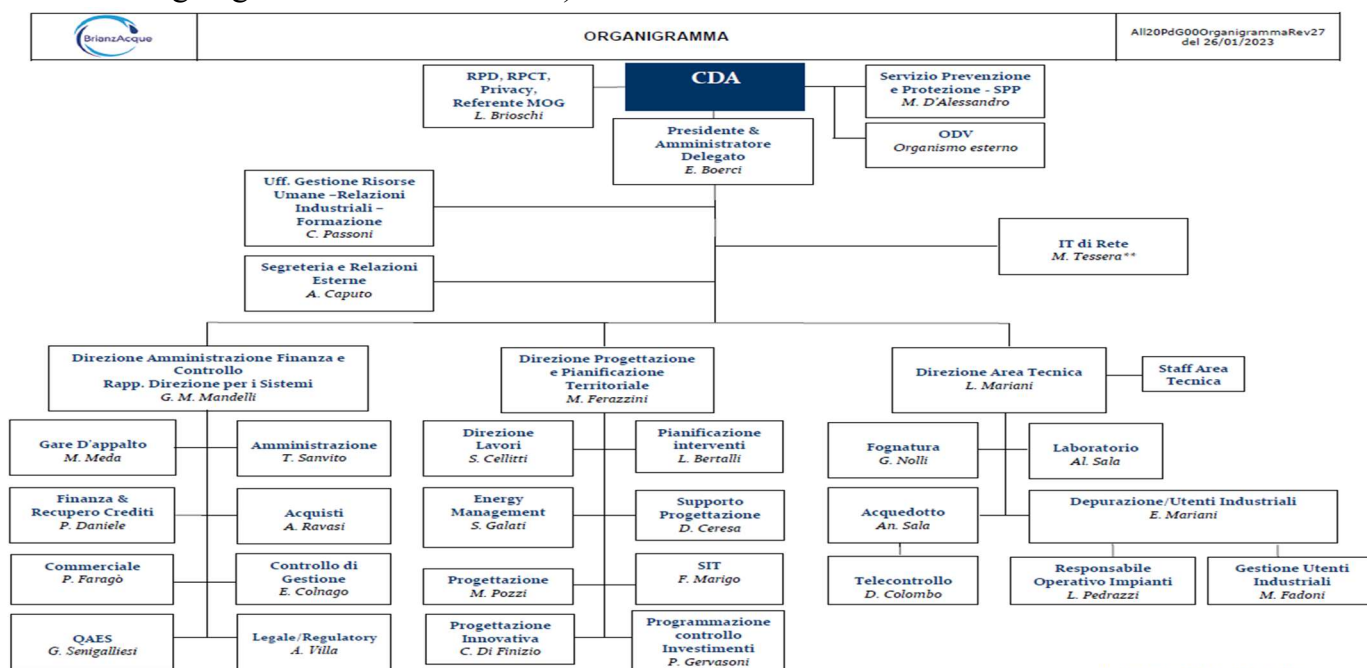 BrianzAcque
ORGANIGRAMMA
All20PdG00OrganigrammaRev27
del 26/01/2023
RPD, RPCT,
Privacy,
Referente MOG
L. Brioschi
CDA
Servizio Prevenzione
e Protezione - SPP
M. D'Alessandro
Presidente &
Amministratore
Delegato
E. Boerci
ODV
Organismo esterno
Uff. Gestione Risorse
Umane –Relazioni
Industriali –
Formazione
C. Passoni
IT di Rete
M. Tessera**
Segreteria e Relazioni
Esterne
A. Caputo
Direzione Amministrazione Finanza e
Controllo
Rapp. Direzione per i Sistemi
G. M. Mandelli
Direzione Progettazione
e Pianificazione
Territoriale
M. Ferazzini
Direzione Area Tecnica
L. Mariani
Staff Area
Tecnica
Gare D'appalto
M. Meda
Amministrazione
T. Sanvito
Direzione
Lavori
S. Cellitti
Pianificazione
interventi
L. Bertalli
Fognatura
G. Nolli
Laboratorio
Al. Sala
Finanza &
Recupero Crediti
P. Daniele
Acquisti
A. Ravasi
Energy
Management
S. Galati
Supporto
Progettazione
D. Ceresa
Acquedotto
An. Sala
Depurazione/Utenti Industriali
E. Mariani
Commerciale
P. Faragò
Controllo di
Gestione
E. Colnago
Progettazione
M. Pozzi
SIT
F. Marigo
Telecontrollo
D. Colombo
Responsabile
Operativo Impianti
L. Pedrazzi
Gestione Utenti
Industriali
M. Fadoni
QAES
G. Senigalliesi
Legale/Regulatory
A. Villa
Progettazione
Innovativa
C. Di Finizio
Programmazione
controllo
Investimenti
P. Gervasoni